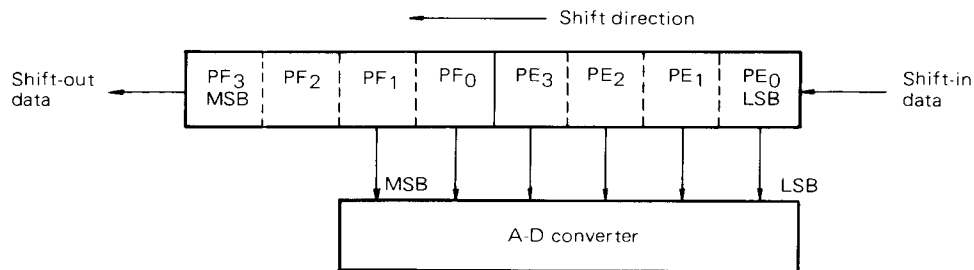 Shift direction
Shift-out
data
PF3
MSB
PF2
PF1
PF0
PE3
PE2
PE1
PE0
LSB
Shift-in
data
MSB
LSB
A-D converter